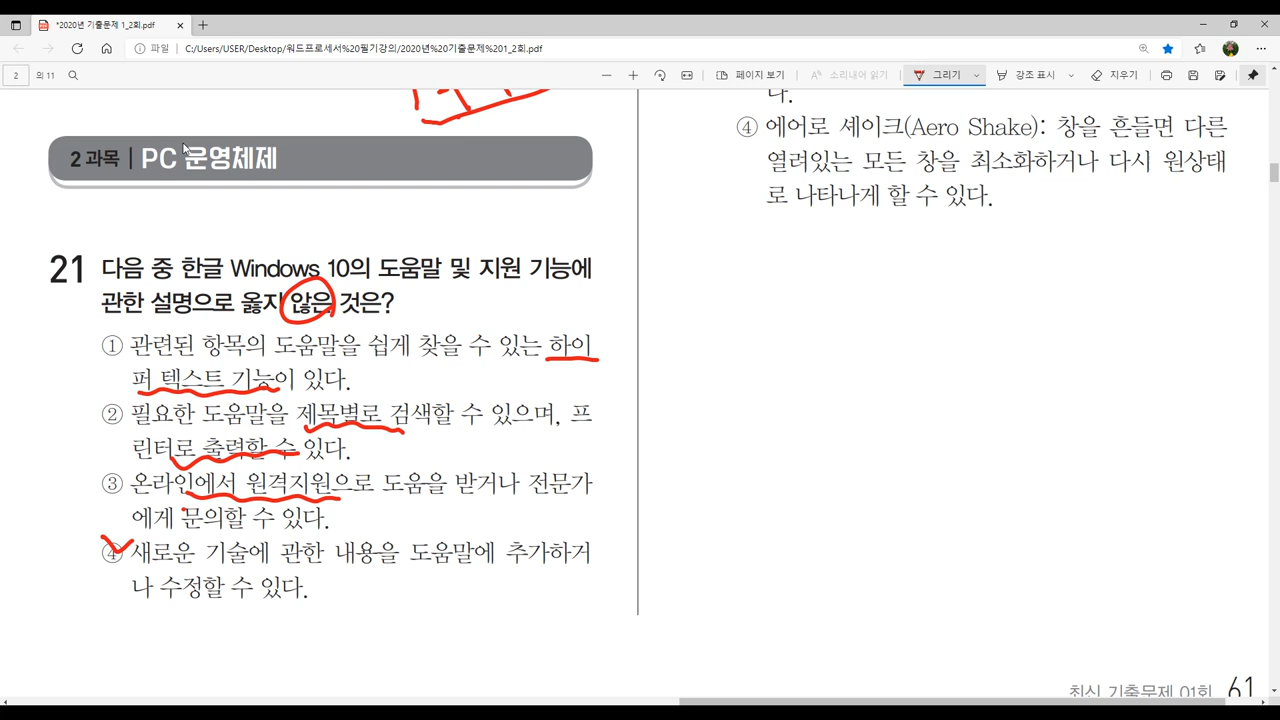 *2020년 기출문제 1_2회.pdf
파일 C:/Users/USER/Desktop/워드프로세서%20필기강의/2020년%20기출문제%201_2회.pdf
2 의 11 페이지 보기 소리내어 읽기 그리기 강조 표시 지우기
2 과목 | PC 운영체제
21 다음 중 한글 Windows 10의 도움말 및 지원 기능에
관한 설명으로 옳지 않은 것은?
① 관련된 항목의 도움말을 쉽게 찾을 수 있는 하이
퍼 텍스트 기능이 있다.
② 필요한 도움말을 제목별로 검색할 수 있으며, 프
린터로 출력할 수 있다.
③ 온라인에서 원격지원으로 도움을 받거나 전문가
에게 문의할 수 있다.
④ 새로운 기술에 관한 내용을 도움말에 추가하거
나 수정할 수 있다.
다.
④ 에어로 셰이크(Aero Shake): 창을 흔들면 다른
열려있는 모든 창을 최소화하거나 다시 원상태
로 나타나게 할 수 있다.
최신 기출문제 01회 61